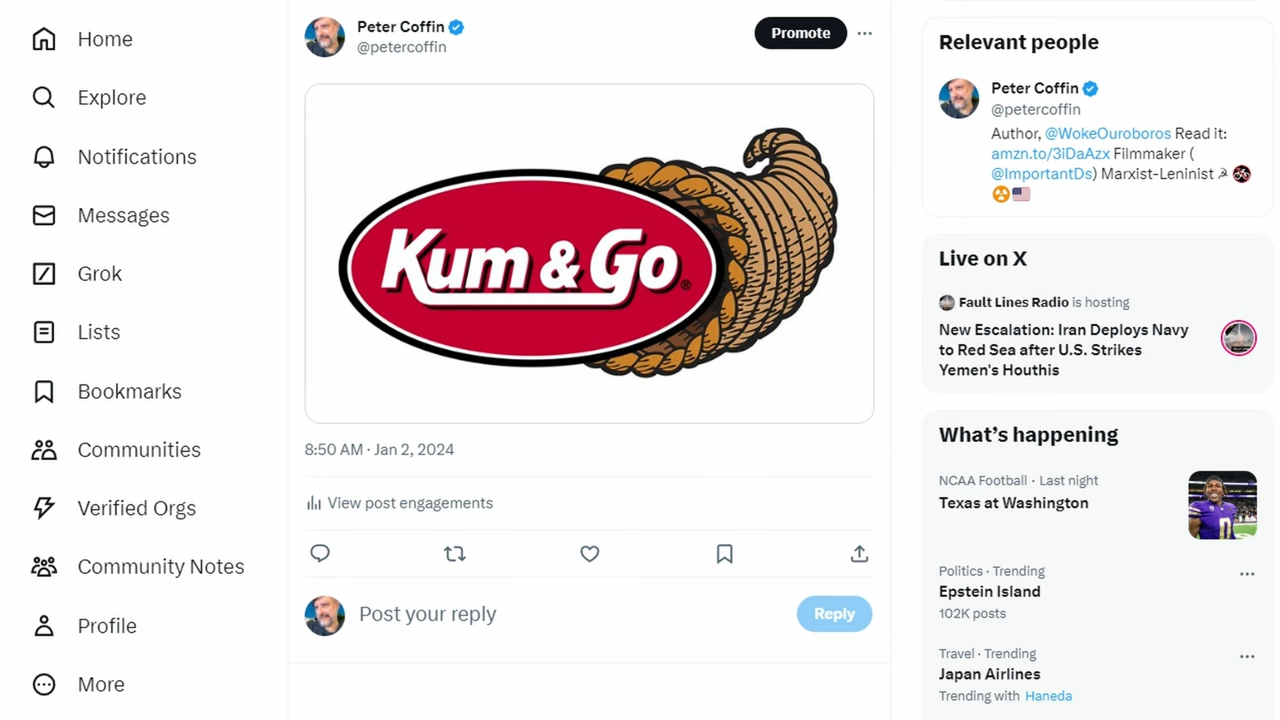 Home
Explore
Notifications
Messages
Grok
Lists
Bookmarks
Communities
Verified Orgs
Community Notes
Profile
More
Peter Coffin
@petercoffin
Promote
Kum & Go ®
8:50 AM · Jan 2, 2024
View post engagements
Post your reply
Reply
Relevant people
Peter Coffin
@petercoffin
Author, @WokeOuroboros Read it:
amzn.to/3iDaAzx Filmmaker (
@ImportantDs) Marxist-Leninist ☭
Live on X
Fault Lines Radio is hosting
New Escalation: Iran Deploys Navy
to Red Sea after U.S. Strikes
Yemen's Houthis
What’s happening
NCAA Football · Last night
Texas at Washington
Politics · Trending
Epstein Island
102K posts
Travel · Trending
Japan Airlines
Trending with Haneda